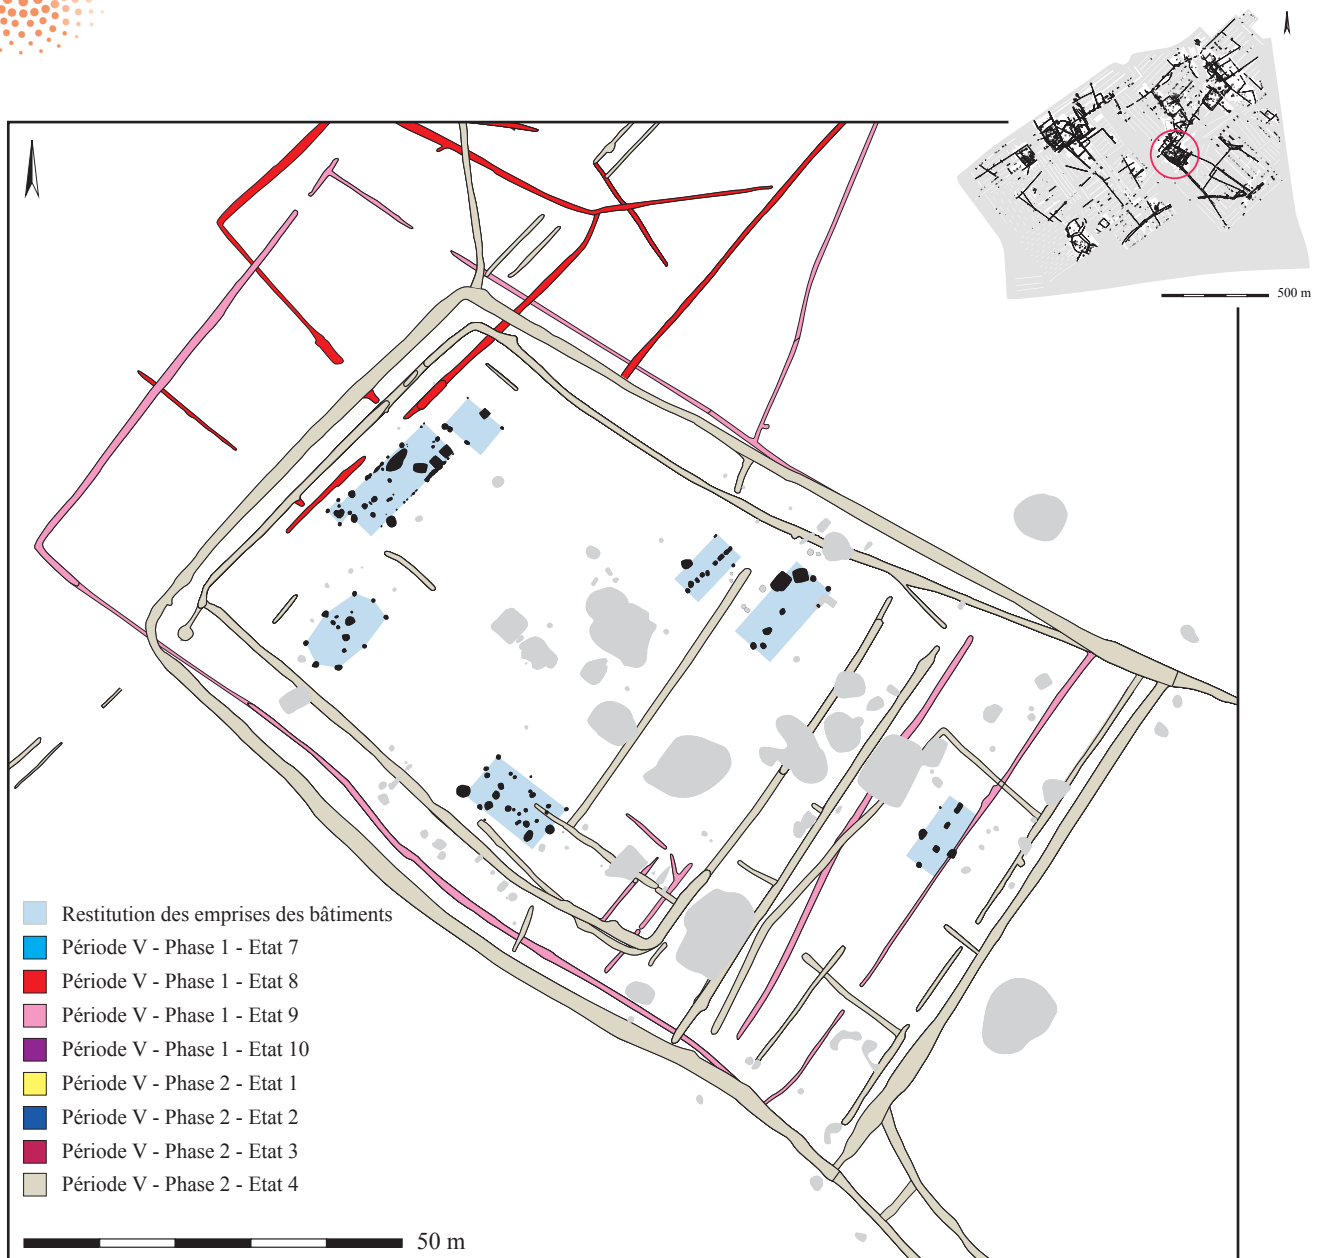 500 m
Restitution des emprises des bâtiments
Période V - Phase 1 - Etat 7
Période V - Phase 1 - Etat 8
Période V - Phase 1 - Etat 9
Période V - Phase 1 - Etat 10
Période V - Phase 2 - Etat 1
Période V - Phase 2 - Etat 2
Période V - Phase 2 - Etat 3
Période V - Phase 2 - Etat 4
50 m